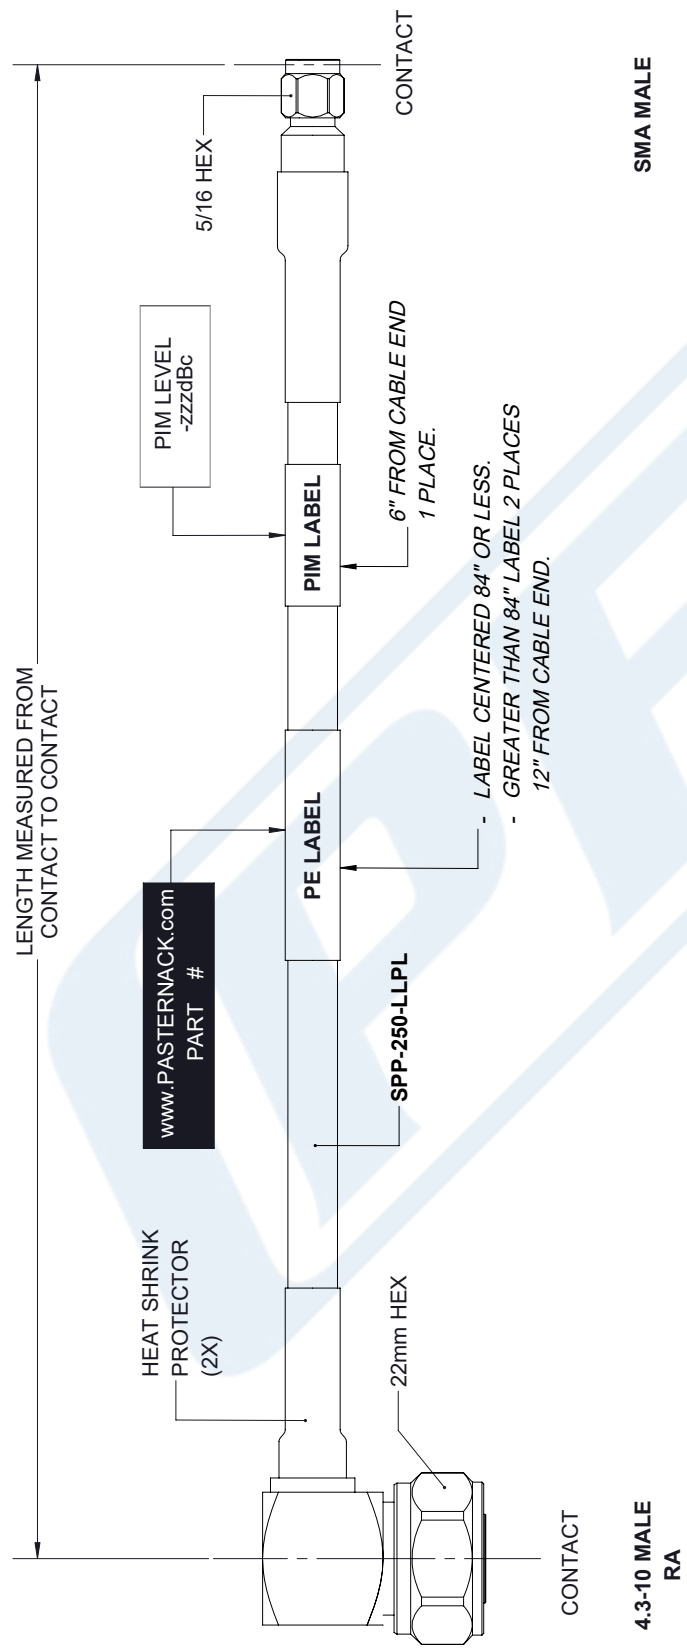 LENGTH MEASURED FROM
CONTACT TO CONTACT
HEAT SHRINK
PROTECTOR
(2X)
www.PASTERNACK.com
PART #
PIM LEVEL
-zzzdBc
5/16 HEX
PE LABEL
PIM LABEL
22mm HEX
SPP-250-LLPL
- LABEL CENTERED 84" OR LESS.
- GREATER THAN 84" LABEL 2 PLACES
12" FROM CABLE END.
6" FROM CABLE END
1 PLACE.
CONTACT
CONTACT
4.3-10 MALE
RA
SMA MALE